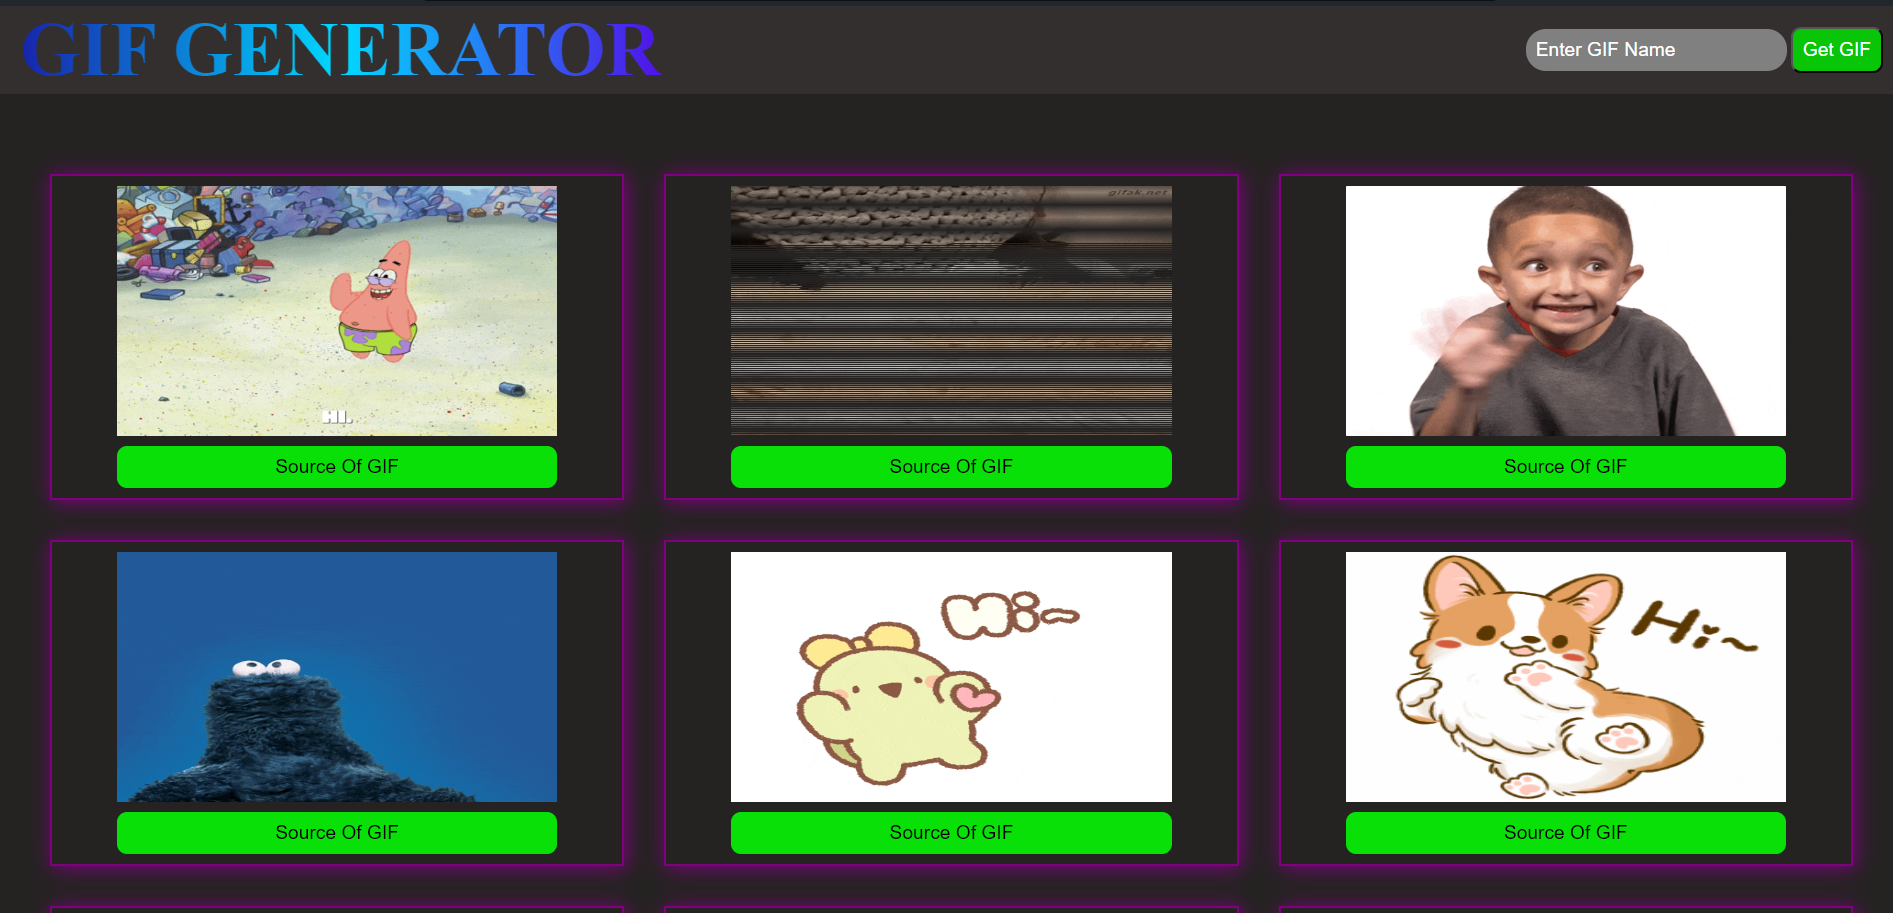 GIF GENERATOR
Enter GIF Name
Get GIF
HI.
gifak.net
Source Of GIF
Source Of GIF
Source Of GIF
Hi~
Hi~
Source Of GIF
Source Of GIF
Source Of GIF